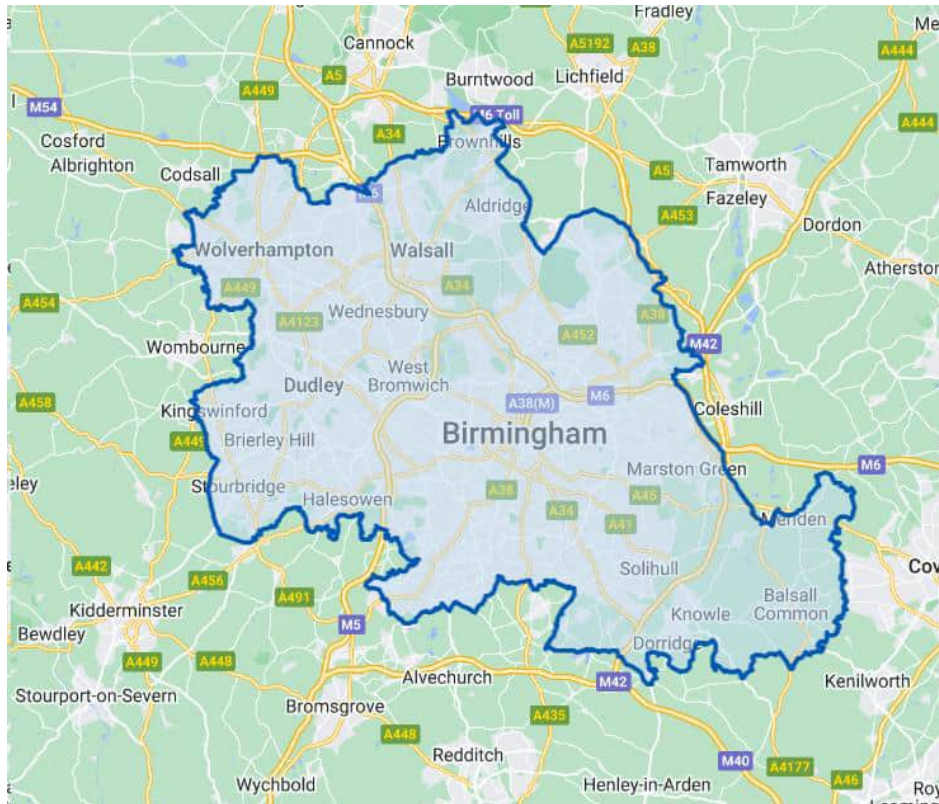 Fradley
Me
Cannock
A5192
A38
A444
A5
Lichfield
Burntwood
A449
M54
M6 Toll
A34
A444
Cosford
Brownhills
Albrighton
Codsall
A5
Tamworth
Fazeley
Aldridge
A453
Dordon
Wolverhampton
Walsall
Atherston
A449
A34
A454
A4123
Wednesbury
A38
A452
M42
Wombourne
West
Bromwich
Dudley
A38(M)
M6
A458
Kingswinford
Coleshill
A449
Brierley Hill
Birmingham
Marston Green
M6
eley
Stourbridge
Halesowen
A38
A45
A34
A41
Meriden
A442
A456
Solihull
Cov
A491
Balsall
Common
Knowle
Kidderminster
M5
Bewdley
Dorridge
A449
A448
Alvechurch
M42
Kenilworth
Stourport-on-Severn
Bromsgrove
A435
A448
Redditch
M40
A4177
A46
Wychbold
Henley-in-Arden
Roy